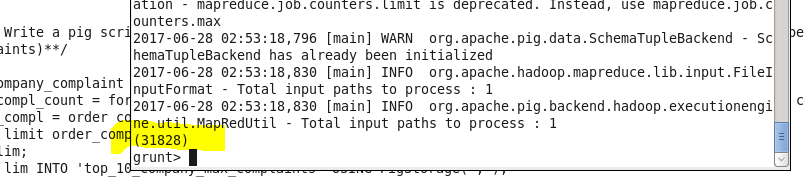 ation - mapreduce.job.counters.limit is deprecated. Instead, use mapreduce.job.c
ounters.max
Write a pig scri
2017-06-28 02:53:18,796 [main] WARN  org.apache.pig.data.SchemaTupleBackend - Sc
aints)**/
hemaTupleBackend has already been initialized
2017-06-28 02:53:18,830 [main] INFO  org.apache.hadoop.mapreduce.lib.input.FileI
ompany_complaint
nputFormat - Total input paths to process : 1
compl_count = for
2017-06-28 02:53:18,830 [main] INFO  org.apache.pig.backend.hadoop.executionengi
_compl = order co
ne.util.MapRedUtil - Total input paths to process : 1
limit order_comp
(31828)
lim;
grunt>
lim INTO 'top_10_company_max_complaints' USING PigStorage(',');